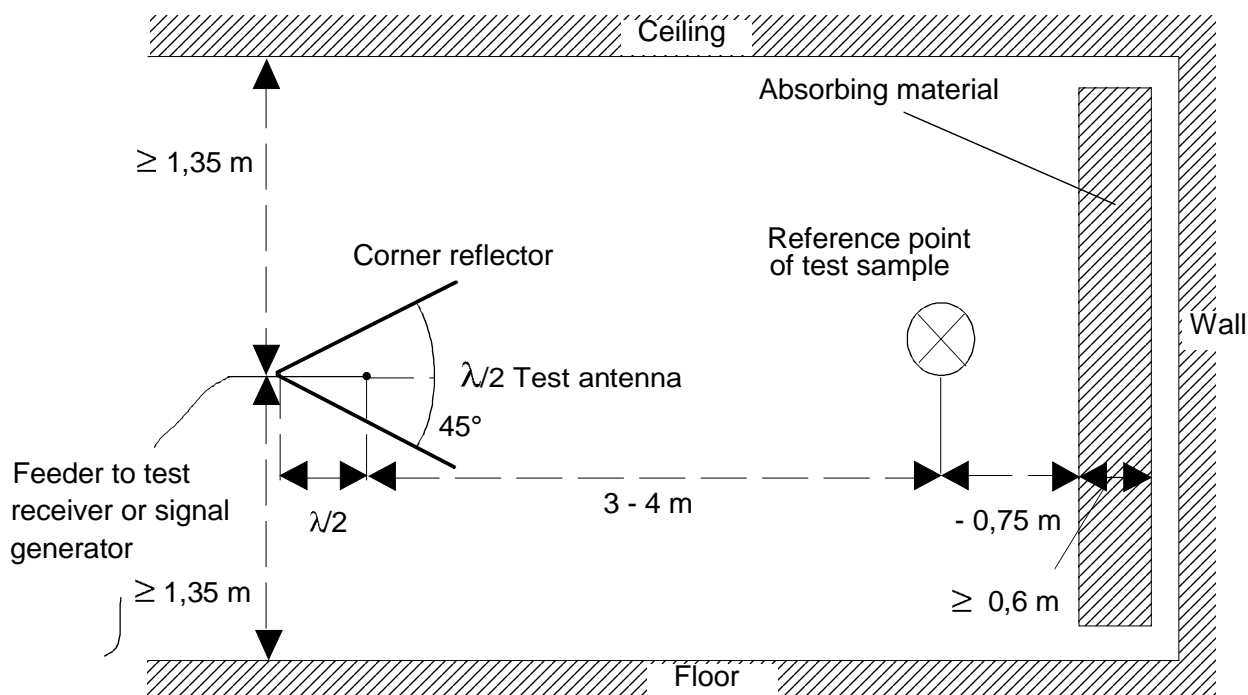 Ceiling
Absorbing material
≥ 1,35 m
Corner reflector
Reference point
of test sample
Wall
λ/2 Test antenna
45°
Feeder to test
receiver or signal
generator
λ/2
3 - 4 m
- 0,75 m
≥ 1,35 m
≥ 0,6 m
Floor